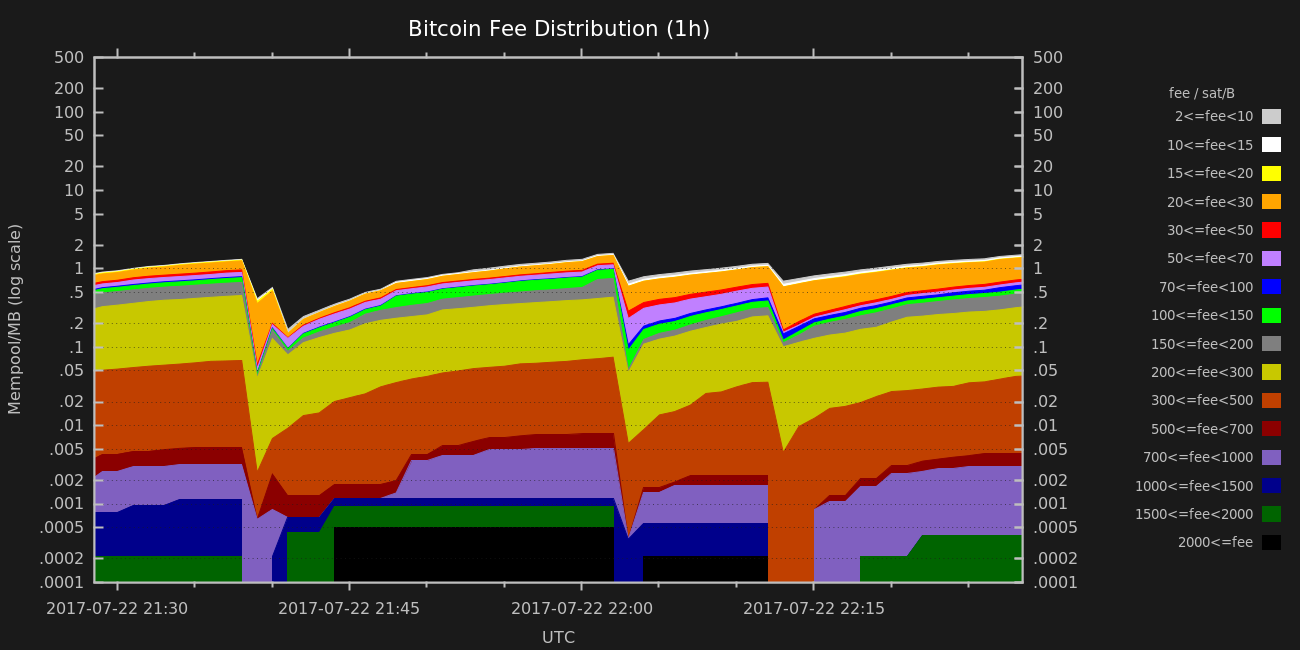 Bitcoin Fee Distribution (1h)
Mempool/MB (log scale)
500
200
100
50
20
10
5
2
1
.5
.2
.1
.05
.02
.01
.005
.002
.001
.0005
.0002
.0001
500
200
100
50
20
10
5
2
1
.5
.2
.1
.05
.02
.01
.005
.002
.001
.0005
.0002
.0001
2017-07-22 21:30
2017-07-22 21:45
2017-07-22 22:00
2017-07-22 22:15
UTC
fee / sat/B
2<=fee<10
10<=fee<15
15<=fee<20
20<=fee<30
30<=fee<50
50<=fee<70
70<=fee<100
100<=fee<150
150<=fee<200
200<=fee<300
300<=fee<500
500<=fee<700
700<=fee<1000
1000<=fee<1500
1500<=fee<2000
2000<=fee